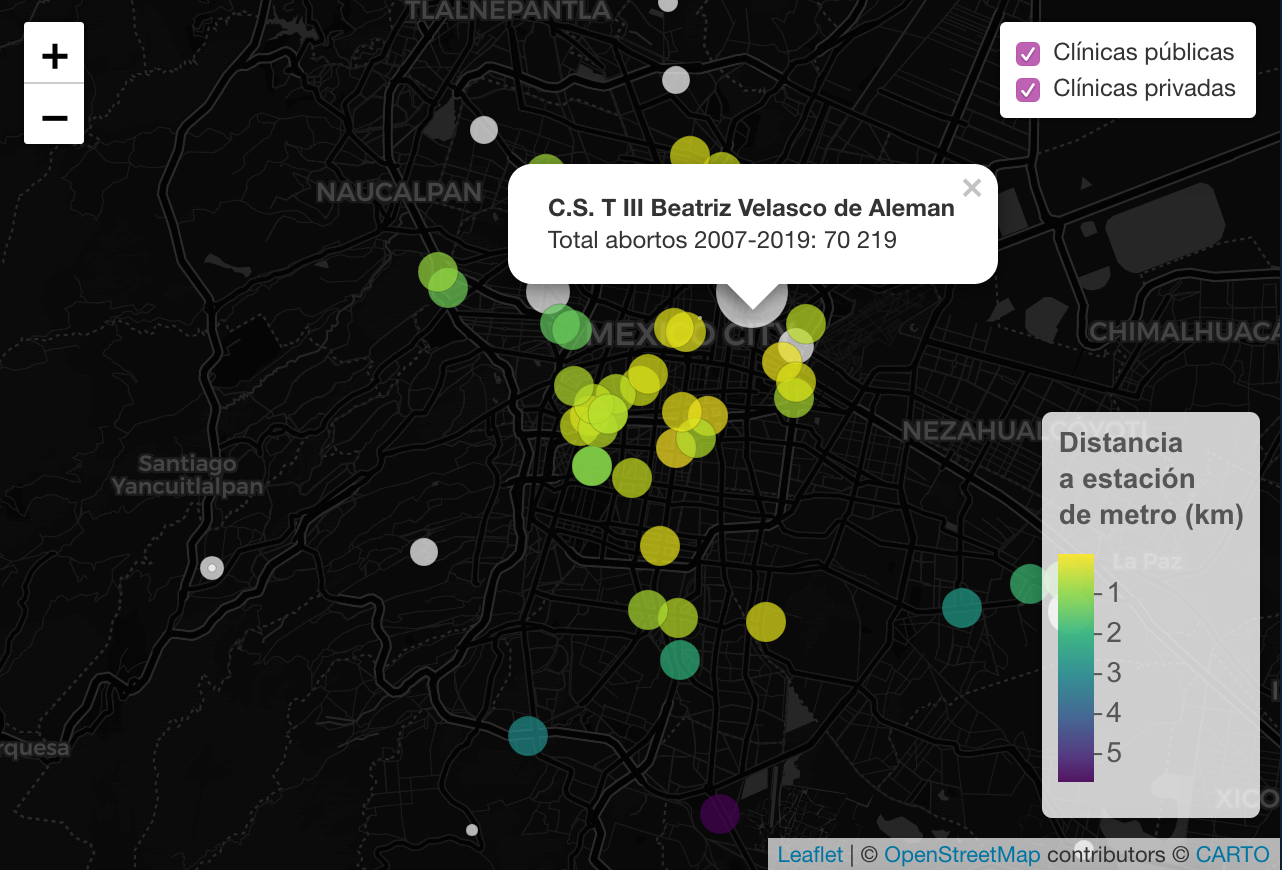 TLALNEPANTLA
+
−
Clínicas públicas
Clínicas privadas
NAUCALPAN
×
C.S. T III Beatriz Velasco de Aleman
Total abortos 2007-2019: 70 219
MEXICO CITY
CHIMALHUACA
NEZAHUALCÓYOTL
Santiago
Yancuitlalpan
Distancia
a estación
de metro (km)
La Paz
1
2
3
4
5
rquesa
XICO
Leaflet | © OpenStreetMap contributors © CARTO